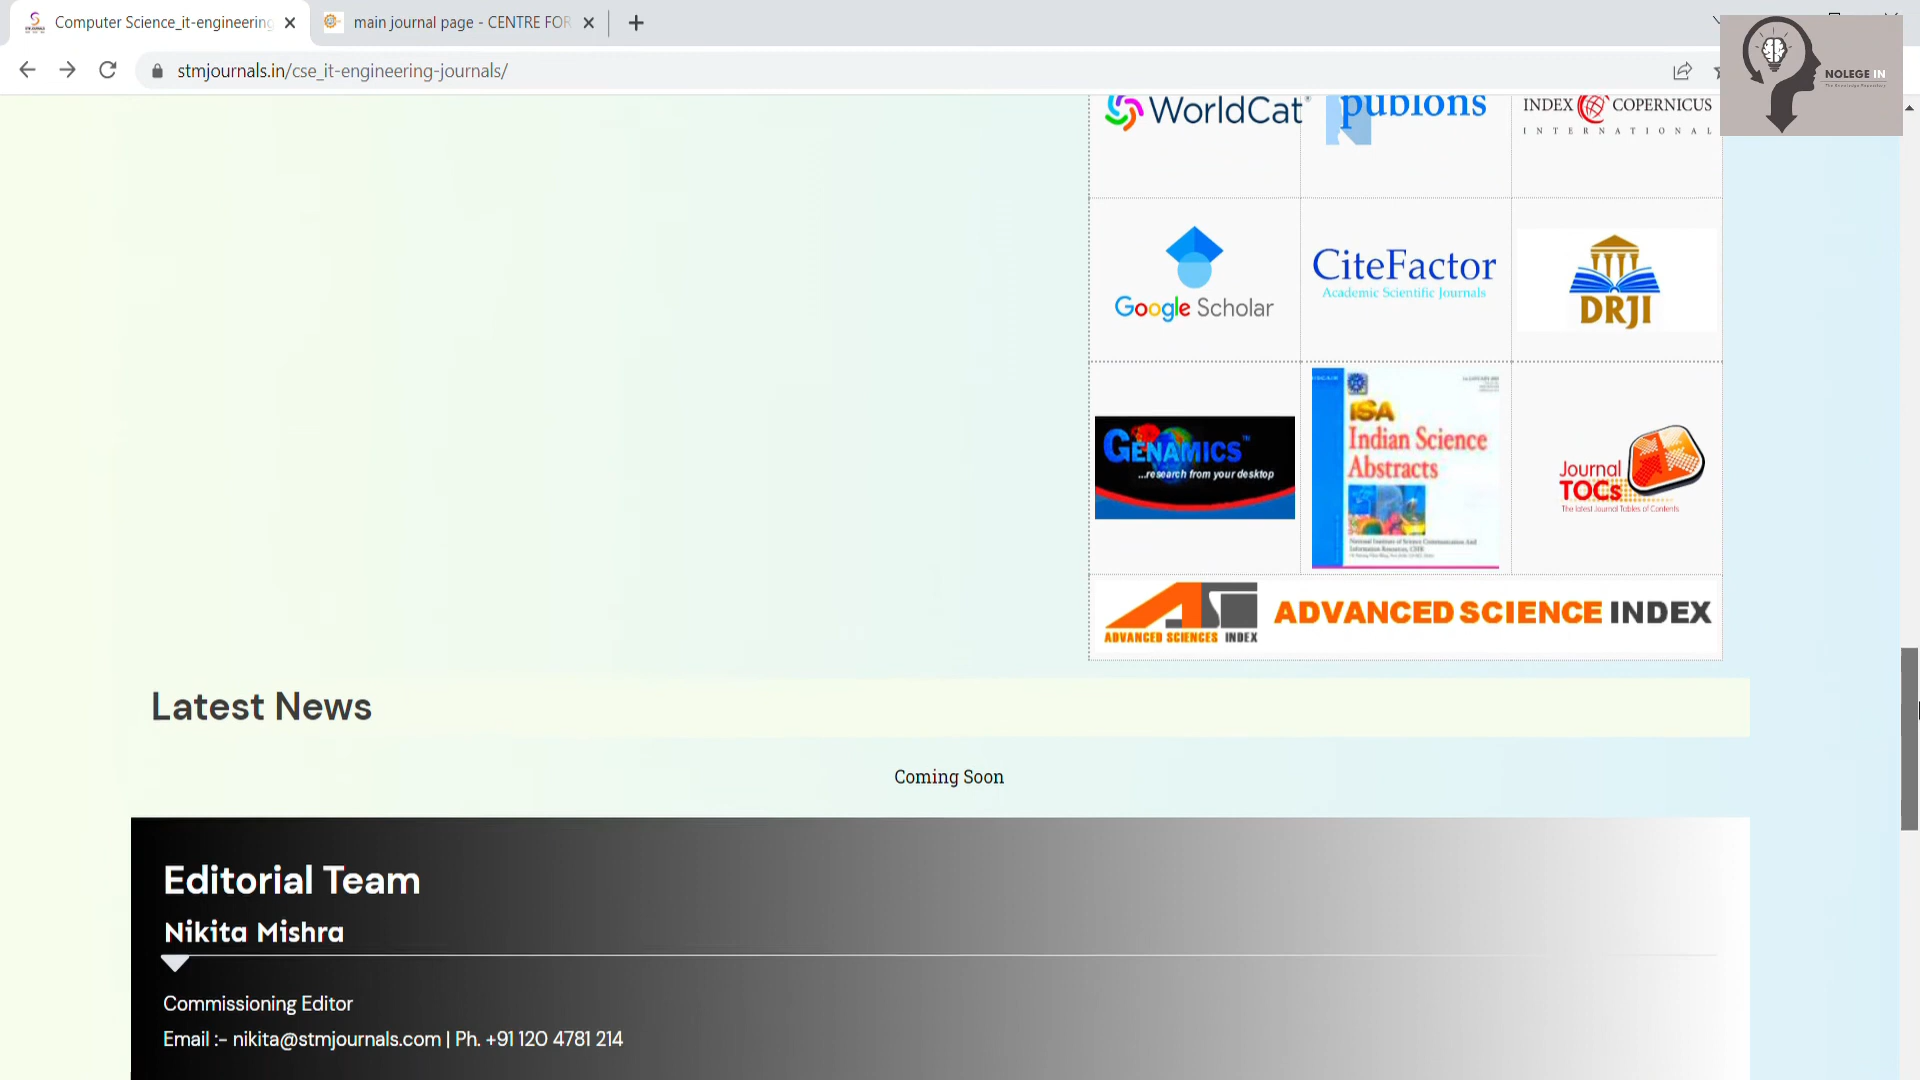 Computer Science_it-engineering
main journal page - CENTRE FOR
stmjournals.in/cse_it-engineering-journals/
NOLEGE IN
WorldCat
publons
INDEX COPERNICUS
INTERNATIONAL
Google Scholar
CiteFactor
Academic Scientific Journals
DRJI
GENAMICS™
...research from your desktop
ISA
Indian Science
Abstracts
Journal
TOCs
The latest Journal Tables of Contents
ADVANCED SCIENCES INDEX
ADVANCED SCIENCE INDEX
Latest News
Coming Soon
Editorial Team
Nikita Mishra
Commissioning Editor
Email :- nikita@stmjournals.com | Ph. +91 120 4781 214